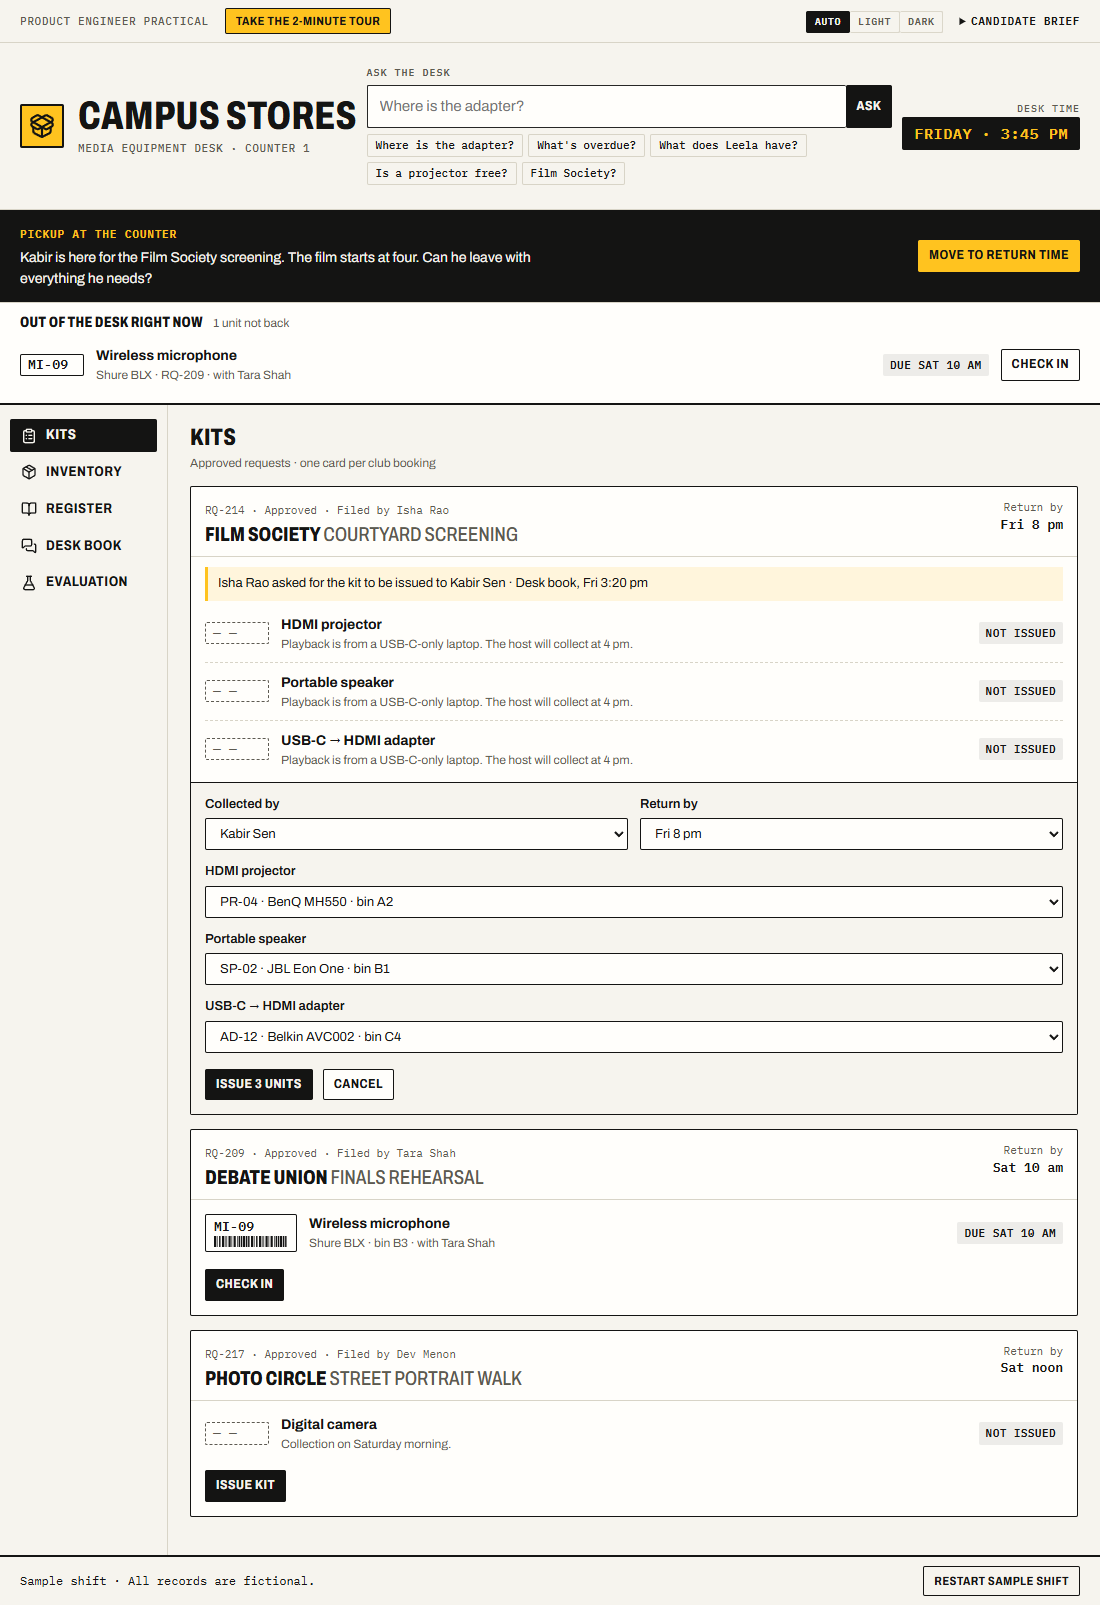 PRODUCT ENGINEER PRACTICAL
TAKE THE 2-MINUTE TOUR
AUTO
LIGHT
DARK
▶ CANDIDATE BRIEF
CAMPUS STORES
MEDIA EQUIPMENT DESK · COUNTER 1
ASK THE DESK
Where is the adapter?
ASK
Where is the adapter?
What's overdue?
What does Leela have?
Is a projector free?
Film Society?
DESK TIME
FRIDAY · 3:45 PM
PICKUP AT THE COUNTER
Kabir is here for the Film Society screening. The film starts at four. Can he leave with
everything he needs?
MOVE TO RETURN TIME
OUT OF THE DESK RIGHT NOW 1 unit not back
MI-09
Wireless microphone
Shure BLX · RQ-209 · with Tara Shah
DUE SAT 10 AM
CHECK IN
KITS
INVENTORY
REGISTER
DESK BOOK
EVALUATION
KITS
Approved requests · one card per club booking
RQ-214 · Approved · Filed by Isha Rao
FILM SOCIETY COURTYARD SCREENING
Return by
Fri 8 pm
Isha Rao asked for the kit to be issued to Kabir Sen · Desk book, Fri 3:20 pm
— —
HDMI projector
Playback is from a USB-C-only laptop. The host will collect at 4 pm.
NOT ISSUED
— —
Portable speaker
Playback is from a USB-C-only laptop. The host will collect at 4 pm.
NOT ISSUED
— —
USB-C → HDMI adapter
Playback is from a USB-C-only laptop. The host will collect at 4 pm.
NOT ISSUED
Collected by
Kabir Sen
Return by
Fri 8 pm
HDMI projector
PR-04 · BenQ MH550 · bin A2
Portable speaker
SP-02 · JBL Eon One · bin B1
USB-C → HDMI adapter
AD-12 · Belkin AVC002 · bin C4
ISSUE 3 UNITS
CANCEL
RQ-209 · Approved · Filed by Tara Shah
DEBATE UNION FINALS REHEARSAL
Return by
Sat 10 am
MI-09
Wireless microphone
Shure BLX · bin B3 · with Tara Shah
DUE SAT 10 AM
CHECK IN
RQ-217 · Approved · Filed by Dev Menon
PHOTO CIRCLE STREET PORTRAIT WALK
Return by
Sat noon
— —
Digital camera
Collection on Saturday morning.
NOT ISSUED
ISSUE KIT
Sample shift · All records are fictional.
RESTART SAMPLE SHIFT